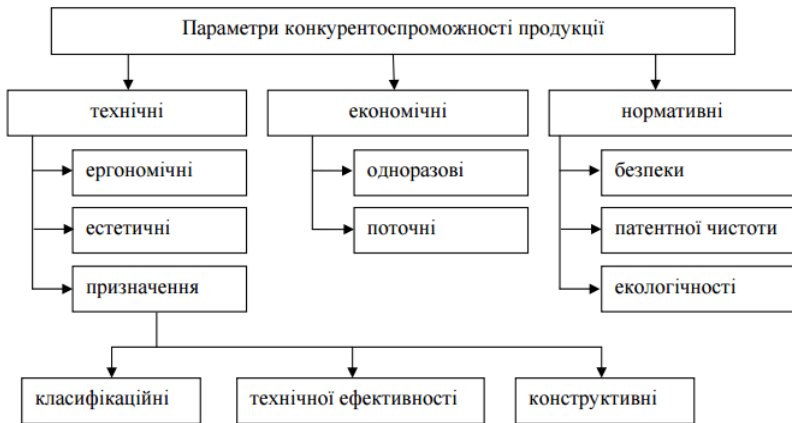 Параметри конкурентоспроможності продукції
технічні
економічні
нормативні
ергономічні
одноразові
безпеки
естетичні
поточні
патентної чистоти
призначення
екологічності
класифікаційні
технічної ефективності
конструктивні